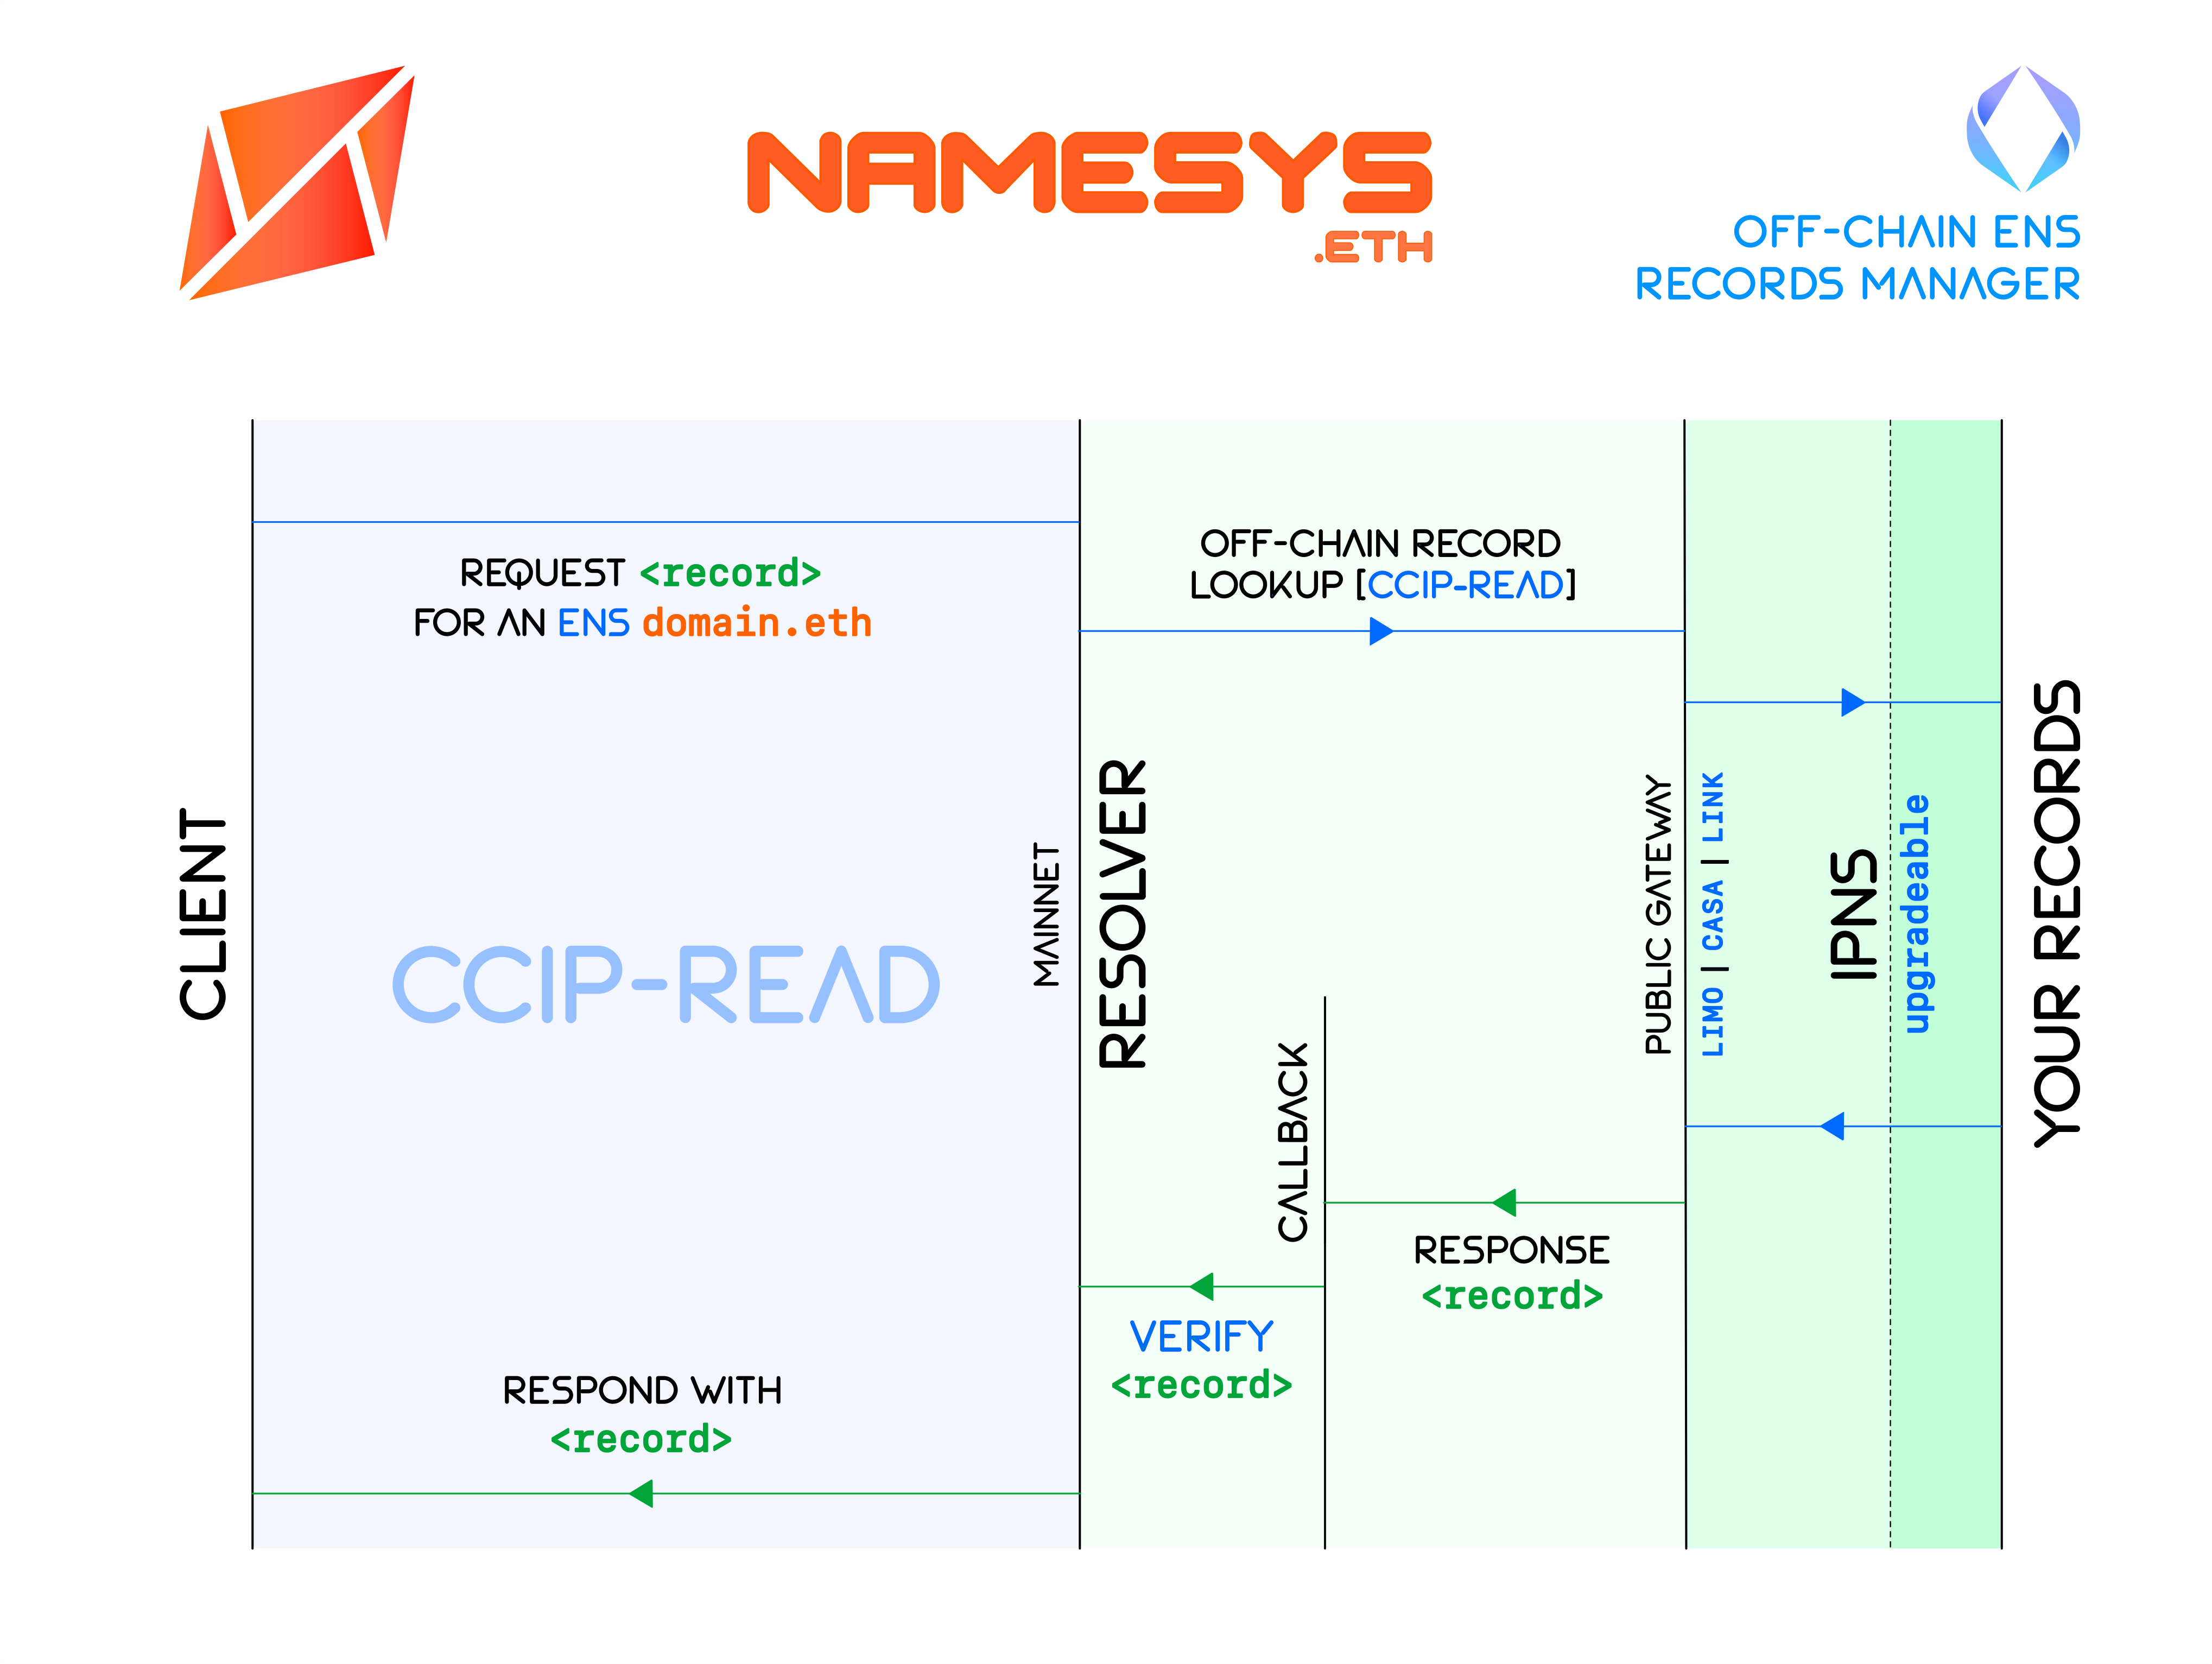 NAMESYS
.ETH
OFF-CHAIN ENS
RECORDS MANAGER
REQUEST <record>
FOR AN ENS domain.eth
OFF-CHAIN RECORD
LOOKUP [CCIP-READ]
CLIENT
CCIP-READ
MAINNET
RESOLVER
CALLBACK
PUBLIC GATEWAY
LIMO | CASA | LINK
IPNS
upgradeable
YOUR RECORDS
RESPONSE
<record>
VERIFY
<record>
RESPOND WITH
<record>